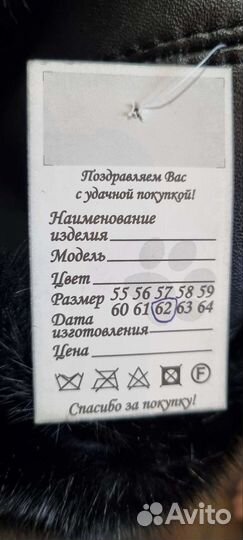 Поздравляем Вас
с удачной покупкой!
Наименование
изделия
Модель
Цвет
Размер 55 56 57 58 59
Дата 60 61 62 63 64
изготовления
Цена
F
Спасибо за покупку!
Avito